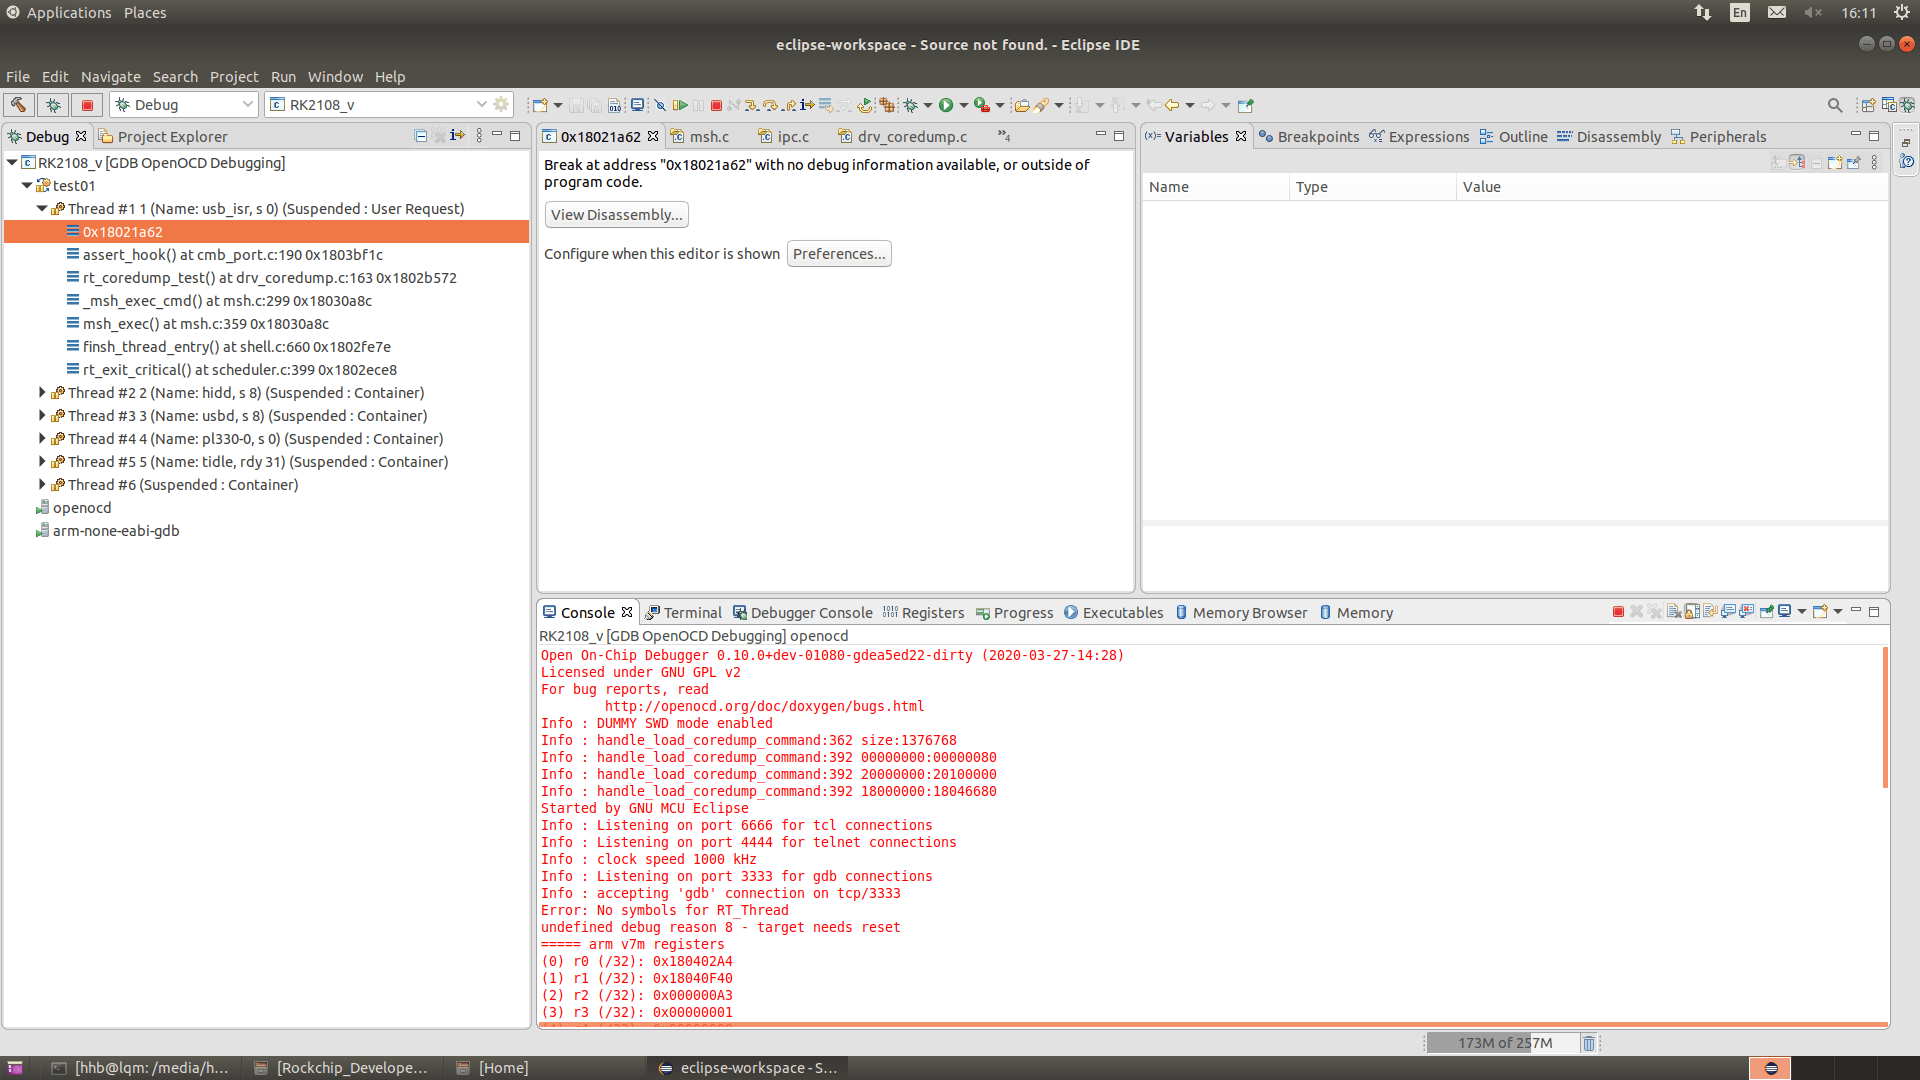 Applications Places
En 16:11
eclipse-workspace - Source not found. - Eclipse IDE
File Edit Navigate Search Project Run Window Help
Debug RK2108_v
Debug Project Explorer
RK2108_v [GDB OpenOCD Debugging]
test01
Thread #1 1 (Name: usb_isr, s 0) (Suspended : User Request)
0x18021a62
assert_hook() at cmb_port.c:190 0x1803bf1c
rt_coredump_test() at drv_coredump.c:163 0x1802b572
_msh_exec_cmd() at msh.c:299 0x18030a8c
msh_exec() at msh.c:359 0x18030a8c
finsh_thread_entry() at shell.c:660 0x1802fe7e
rt_exit_critical() at scheduler.c:399 0x1802ece8
Thread #2 2 (Name: hidd, s 8) (Suspended : Container)
Thread #3 3 (Name: usbd, s 8) (Suspended : Container)
Thread #4 4 (Name: pl330-0, s 0) (Suspended : Container)
Thread #5 5 (Name: tidle, rdy 31) (Suspended : Container)
Thread #6 (Suspended : Container)
openocd
arm-none-eabi-gdb
0x18021a62 msh.c ipc.c drv_coredump.c "4
Break at address "0x18021a62" with no debug information available, or outside of
program code.
View Disassembly...
Configure when this editor is shown Preferences...
(x)= Variables Breakpoints Expressions Outline Disassembly Peripherals
Name Type Value
Console Terminal Debugger Console Registers Progress Executables Memory Browser Memory
RK2108_v [GDB OpenOCD Debugging] openocd
Open On-Chip Debugger 0.10.0+dev-01080-gdea5ed22-dirty (2020-03-27-14:28)
Licensed under GNU GPL v2
For bug reports, read
http://openocd.org/doc/doxygen/bugs.html
Info : DUMMY SWD mode enabled
Info : handle_load_coredump_command:362 size:1376768
Info : handle_load_coredump_command:392 00000000:00000080
Info : handle_load_coredump_command:392 20000000:20100000
Info : handle_load_coredump_command:392 18000000:18046680
Started by GNU MCU Eclipse
Info : Listening on port 6666 for tcl connections
Info : Listening on port 4444 for telnet connections
Info : clock speed 1000 kHz
Info : Listening on port 3333 for gdb connections
Info : accepting 'gdb' connection on tcp/3333
Error: No symbols for RT_Thread
undefined debug reason 8 - target needs reset
===== arm v7m registers
(0) r0 (/32): 0x180402A4
(1) r1 (/32): 0x18040F40
(2) r2 (/32): 0x000000A3
(3) r3 (/32): 0x00000001
173M of 257M
[hhb@lqm: /media/h... [Rockchip_Develope... [Home] eclipse-workspace - S...